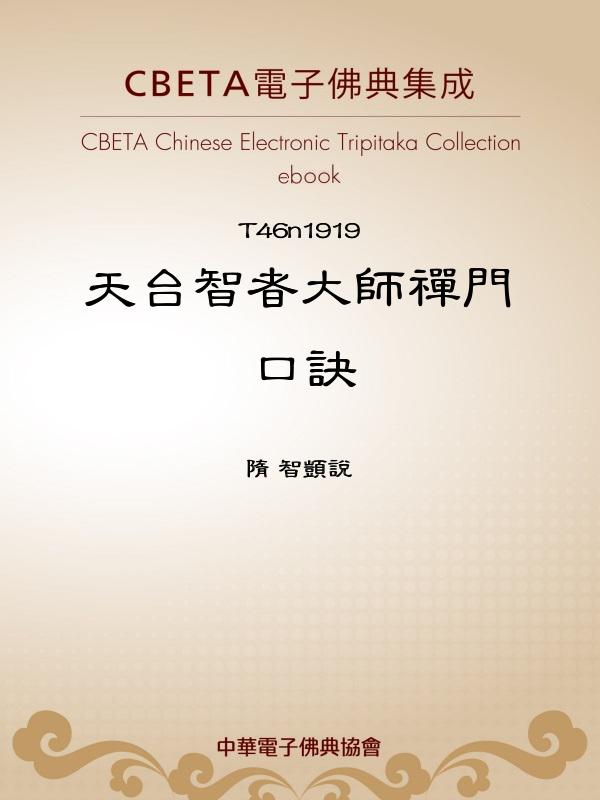 CBETA電子佛典集成
CBETA Chinese Electronic Tripitaka Collection
ebook
T46n1919
天台智者大師禪門
口訣
隋 智顗說
中華電子佛典協會